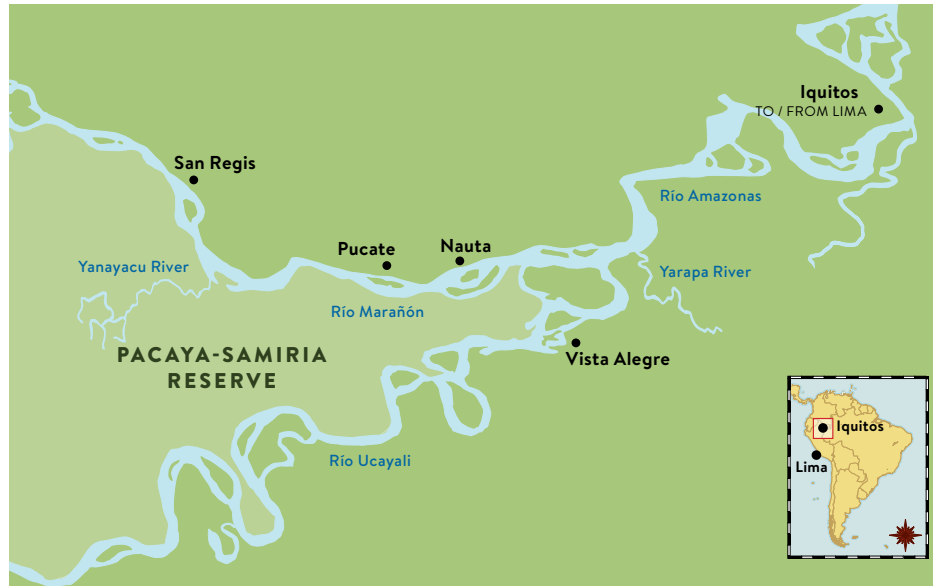 Iquitos
TO / FROM LIMA
San Regis
Río Amazonas
Pucate
Nauta
Yanayacu River
Yarapa River
Río Marañón
PACAYA-SAMIRIA
RESERVE
Vista Alegre
Río Ucayali
Iquitos
Lima